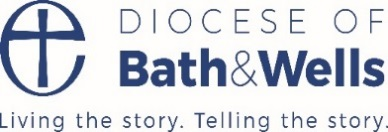 DIOCESE OF
Bath&Wells
Living the story. Telling the story.